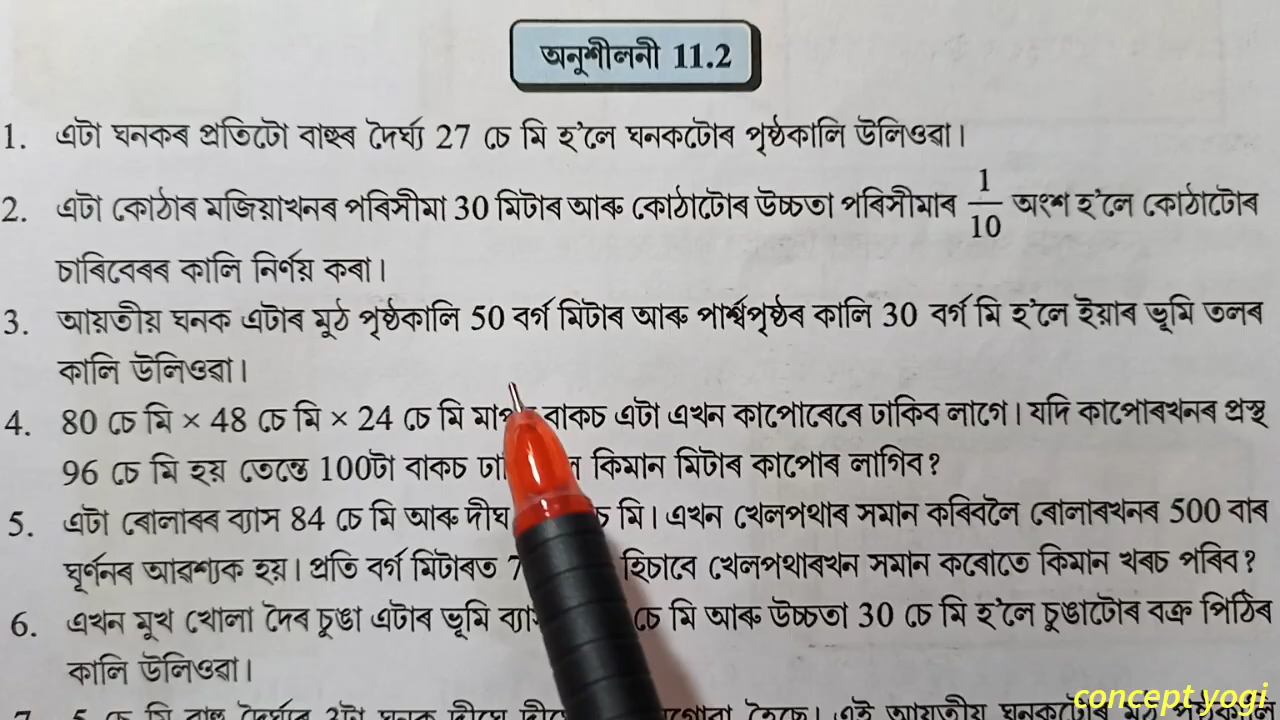 অনুশীলনী 11.2
1. এটা ঘনকৰ প্ৰতিটো বাহুৰ দৈৰ্ঘ্য 27 চে মি হ'লে ঘনকটোৰ পৃষ্ঠকালি উলিওৱা।
2. এটা কোঠাৰ মজিয়াখনৰ পৰিসীমা 30 মিটাৰ আৰু কোঠাটোৰ উচ্চতা পৰিসীমাৰ 1/10 অংশ হ'লে কোঠাটোৰ
চাৰিবেৰৰ কালি নিৰ্ণয় কৰা।
3. আয়তীয় ঘনক এটাৰ মুঠ পৃষ্ঠকালি 50 বৰ্গ মিটাৰ আৰু পাৰ্শ্বপৃষ্ঠৰ কালি 30 বৰ্গ মি হ'লে ইয়াৰ ভূমি তলৰ
কালি উলিওৱা।
4. 80 চে মি × 48 চে মি × 24 চে মি বাকচ এটা এখন কাপোৰেৰে ঢাকিব লাগে। যদি কাপোৰখনৰ প্ৰস্থ
96 চে মি হয় তেন্তে 100টা বাকচ কিমান মিটাৰ কাপোৰ লাগিব?
5. এটা ৰোলাৰৰ ব্যাস 84 চে মি আৰু মি। এখন খেলপথাৰ সমান কৰিবলৈ ৰোলাৰখনৰ 500 বাৰ
ঘূৰ্ণনৰ আৱশ্যক হয়। প্ৰতি বৰ্গ মিটাৰত হিচাবে খেলপথাৰখন সমান কৰোতে কিমান খৰচ পৰিব?
6. এখন মুখ খোলা দৈৰ চুঙা এটাৰ ভূমি চে মি আৰু উচ্চতা 30 চে মি হ'লে চুঙাটোৰ বক্ৰ পিঠিৰ
কালি উলিওৱা।
concept yogi